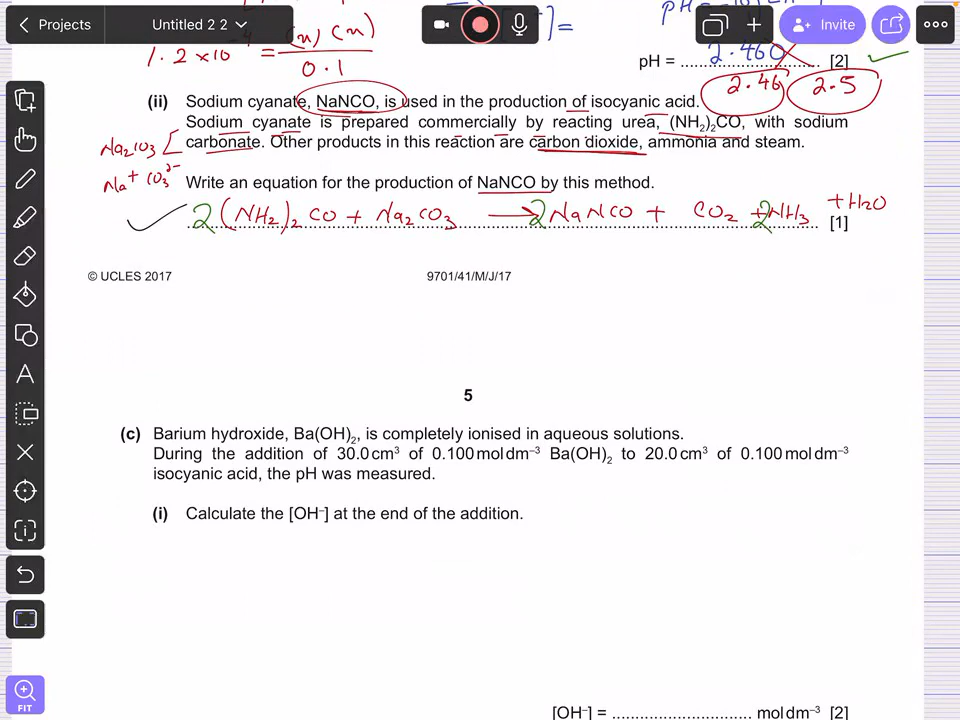 Projects
Untitled 2 2
Invite
1.2 × 10⁻⁴ = (x) (x) / 0.1
2.460
pH = .............................. [2]
2.46
2.5
(ii) Sodium cyanate, NaNCO, is used in the production of isocyanic acid.
Sodium cyanate is prepared commercially by reacting urea, (NH₂)₂CO, with sodium
carbonate. Other products in this reaction are carbon dioxide, ammonia and steam.
Na₂CO₃
Na⁺ CO₃²⁻
Write an equation for the production of NaNCO by this method.
2(NH₂)₂CO + Na₂CO₃ → 2NaNCO + CO₂ + 2NH₃ + H₂O
[1]
© UCLES 2017
9701/41/M/J/17
5
(c) Barium hydroxide, Ba(OH)₂, is completely ionised in aqueous solutions.
During the addition of 30.0 cm³ of 0.100 mol dm⁻³ Ba(OH)₂ to 20.0 cm³ of 0.100 mol dm⁻³
isocyanic acid, the pH was measured.
(i) Calculate the [OH⁻] at the end of the addition.
[OH⁻] = .............................. mol dm⁻³ [2]
A
FIT